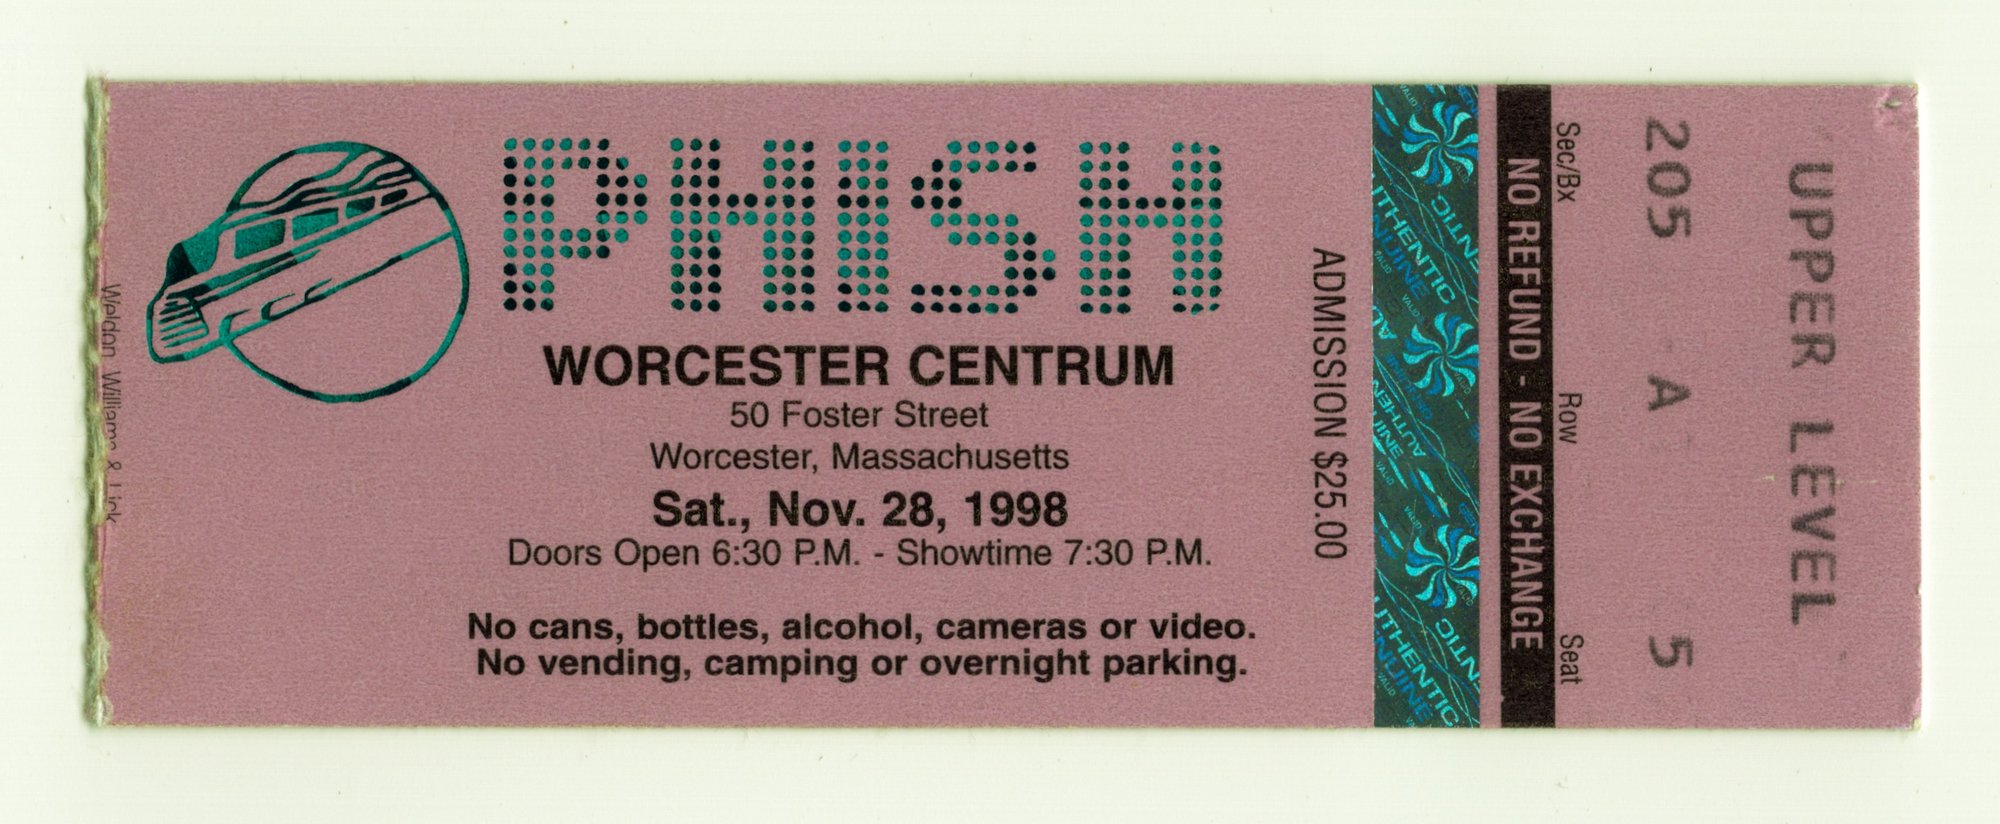 PHISH
WORCESTER CENTRUM
50 Foster Street
Worcester, Massachusetts
Sat., Nov. 28, 1998
Doors Open 6:30 P.M. - Showtime 7:30 P.M.
No cans, bottles, alcohol, cameras or video.
No vending, camping or overnight parking.
Weldon, Williams & Lick
ADMISSION $25.00
AUTHENTIC
GENUINE
VALID
NO REFUND - NO EXCHANGE
Sec/Bx Row Seat
205 A 5
UPPER LEVEL